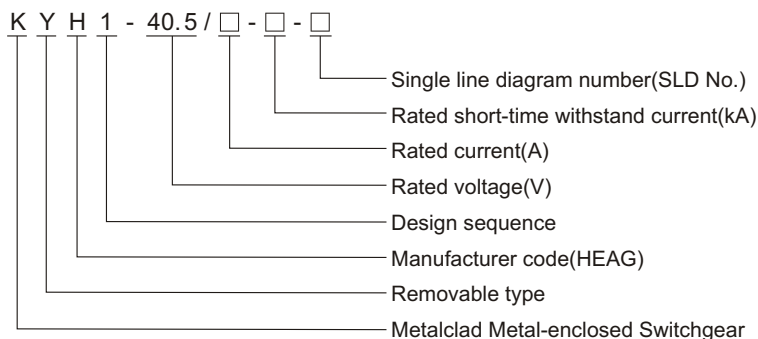 K Y H 1 - 40.5 / □ - □ - □
Single line diagram number(SLD No.)
Rated short-time withstand current(kA)
Rated current(A)
Rated voltage(V)
Design sequence
Manufacturer code(HEAG)
Removable type
Metalclad Metal-enclosed Switchgear